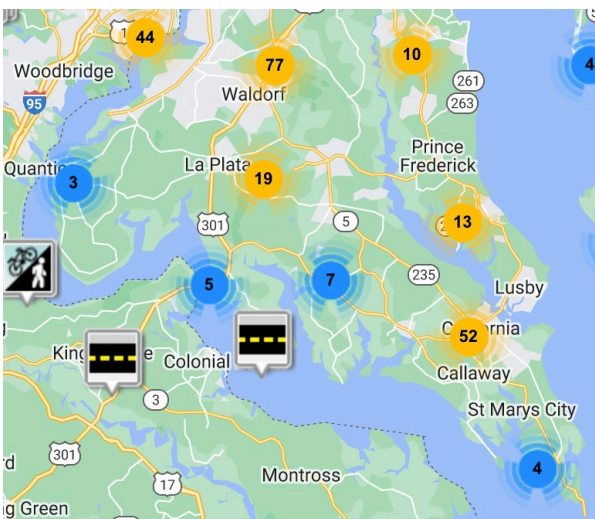 44
10
77
Woodbridge
261
Waldorf
95
263
Prince
Frederick
Quantic
La Plata
3
19
13
301
5
235
5
7
Lusby
52
Colonial
Callaway
St Marys City
3
301
4
Montross
17
g Green